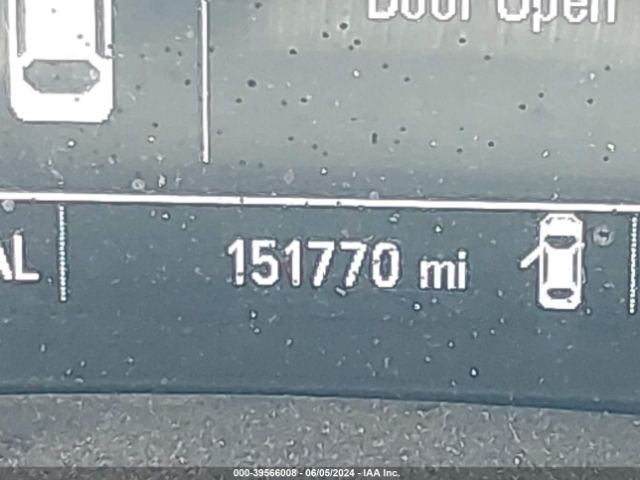 Door Open
AL
151770 mi
000-39566008 - 06/05/2024 - IAA Inc.